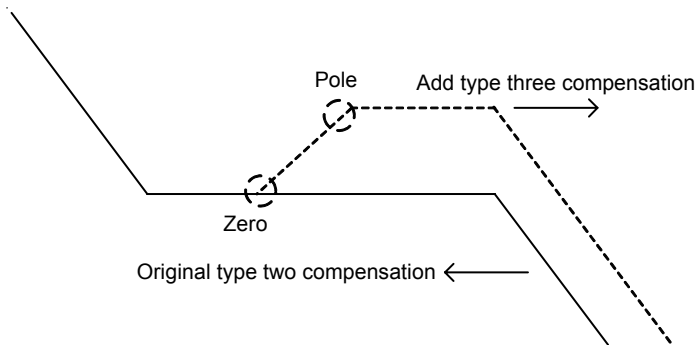 Pole
Add type three compensation
Zero
Original type two compensation